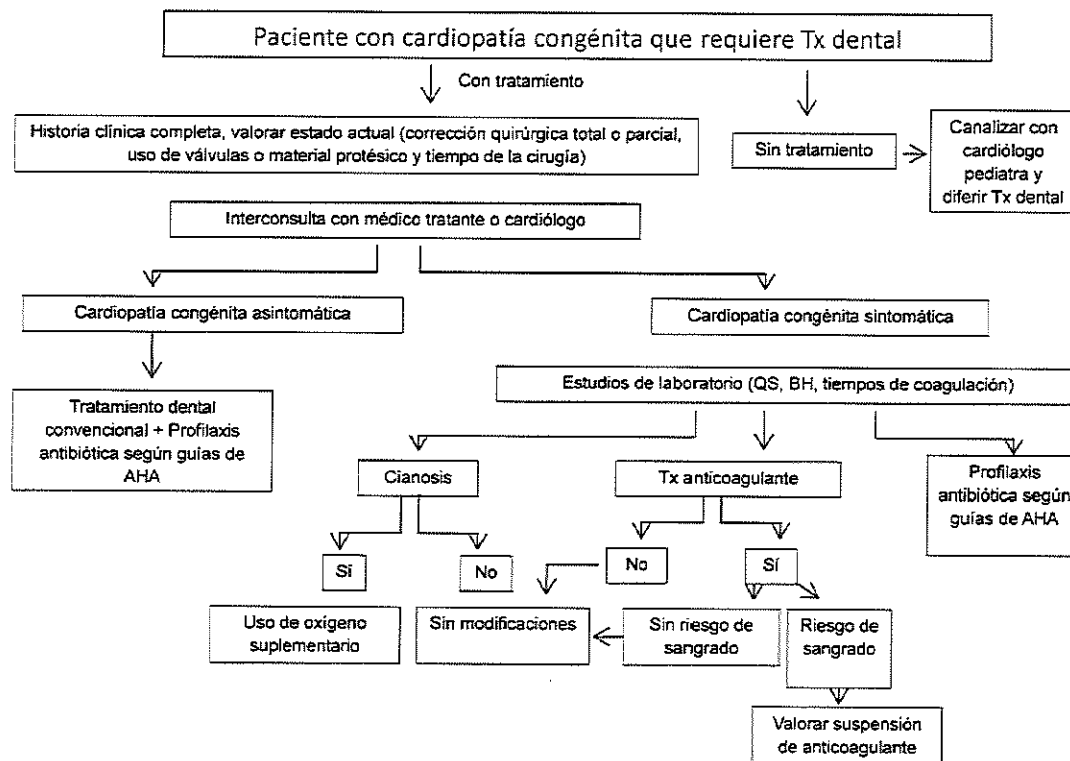 Paciente con cardiopatía congénita que requiere Tx dental
Con tratamiento
Historia clínica completa, valorar estado actual (corrección quirúrgica total o parcial,
uso de válvulas o material protésico y tiempo de la cirugía)
Sin tratamiento
Canalizar con
cardiólogo
pediatra y
diferir Tx dental
Interconsulta con médico tratante o cardiólogo
Cardiopatía congénita asintomática
Cardiopatía congénita sintomática
Tratamiento dental
convencional + Profilaxis
antibiótica según guías de
AHA
Estudios de laboratorio (QS, BH, tiempos de coagulación)
Cianosis
Tx anticoagulante
Profilaxis
antibiótica según
guías de AHA
Sí
No
No
Sí
Uso de oxígeno
suplementario
Sin modificaciones
Sin riesgo de
sangrado
Riesgo de
sangrado
Valorar suspensión
de anticoagulante